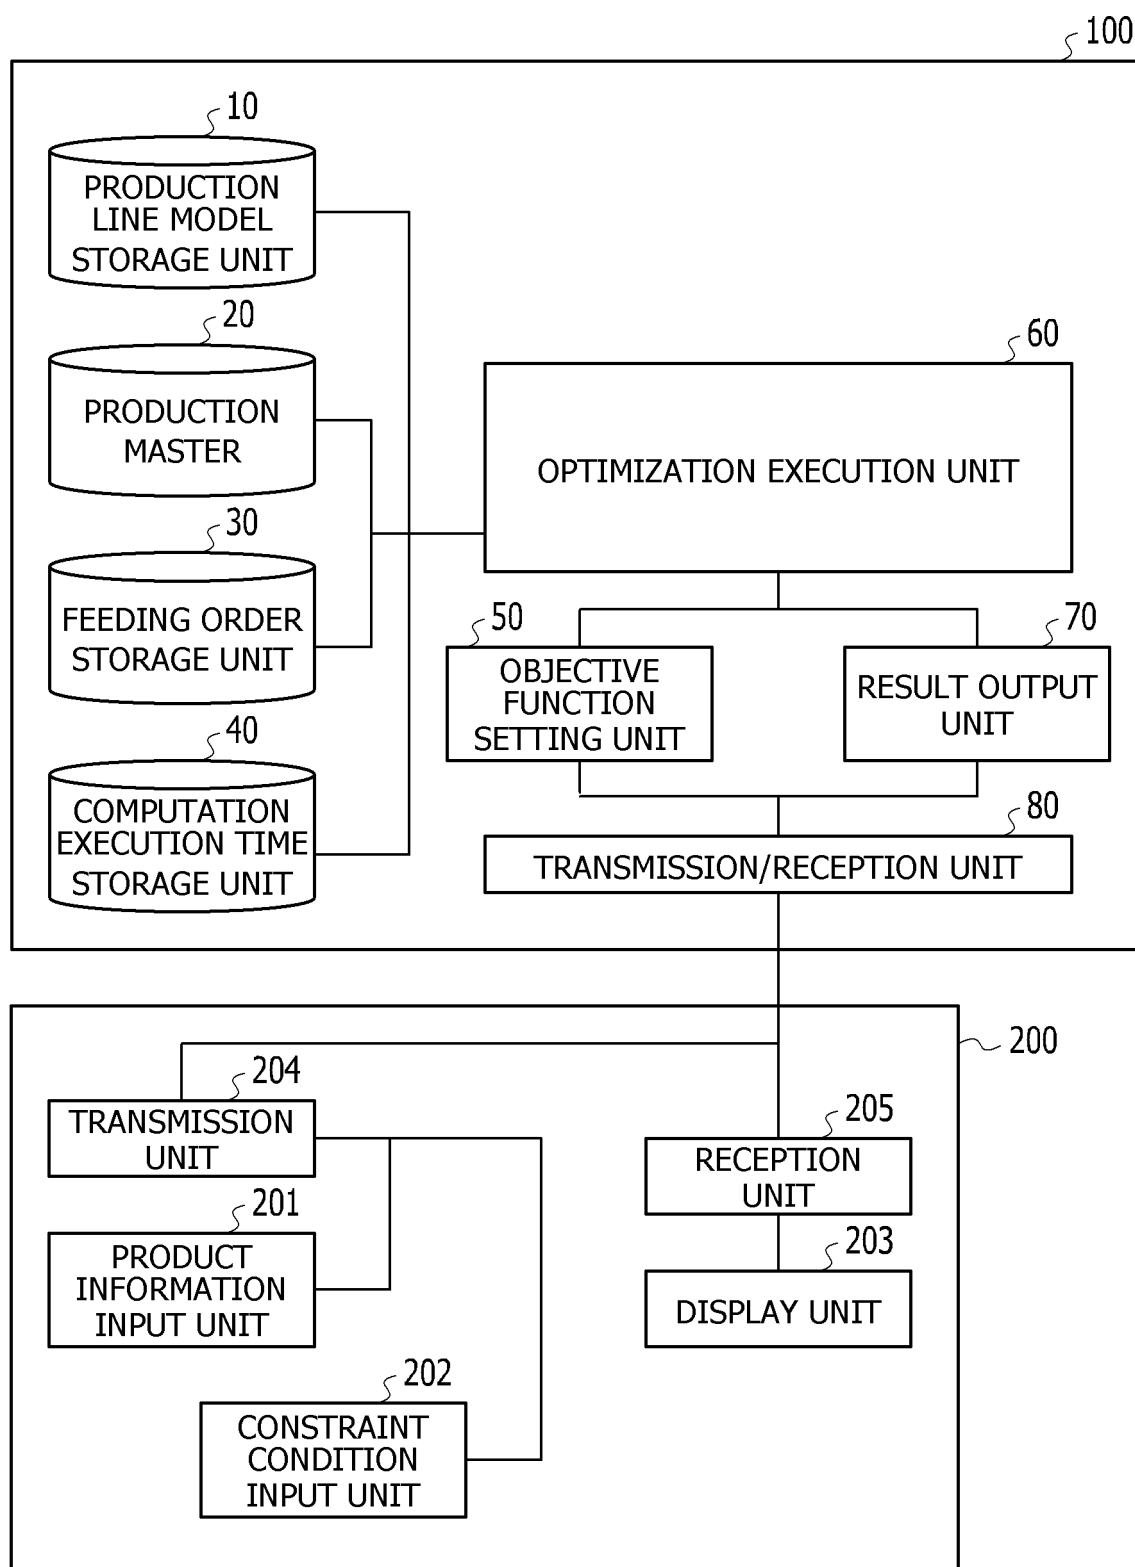 100
10
PRODUCTION
LINE MODEL
STORAGE UNIT
20
PRODUCTION
MASTER
30
FEEDING ORDER
STORAGE UNIT
40
COMPUTATION
EXECUTION TIME
STORAGE UNIT
60
OPTIMIZATION EXECUTION UNIT
50
OBJECTIVE
FUNCTION
SETTING UNIT
70
RESULT OUTPUT
UNIT
80
TRANSMISSION/RECEPTION UNIT
200
204
TRANSMISSION
UNIT
201
PRODUCT
INFORMATION
INPUT UNIT
202
CONSTRAINT
CONDITION
INPUT UNIT
205
RECEPTION
UNIT
203
DISPLAY UNIT